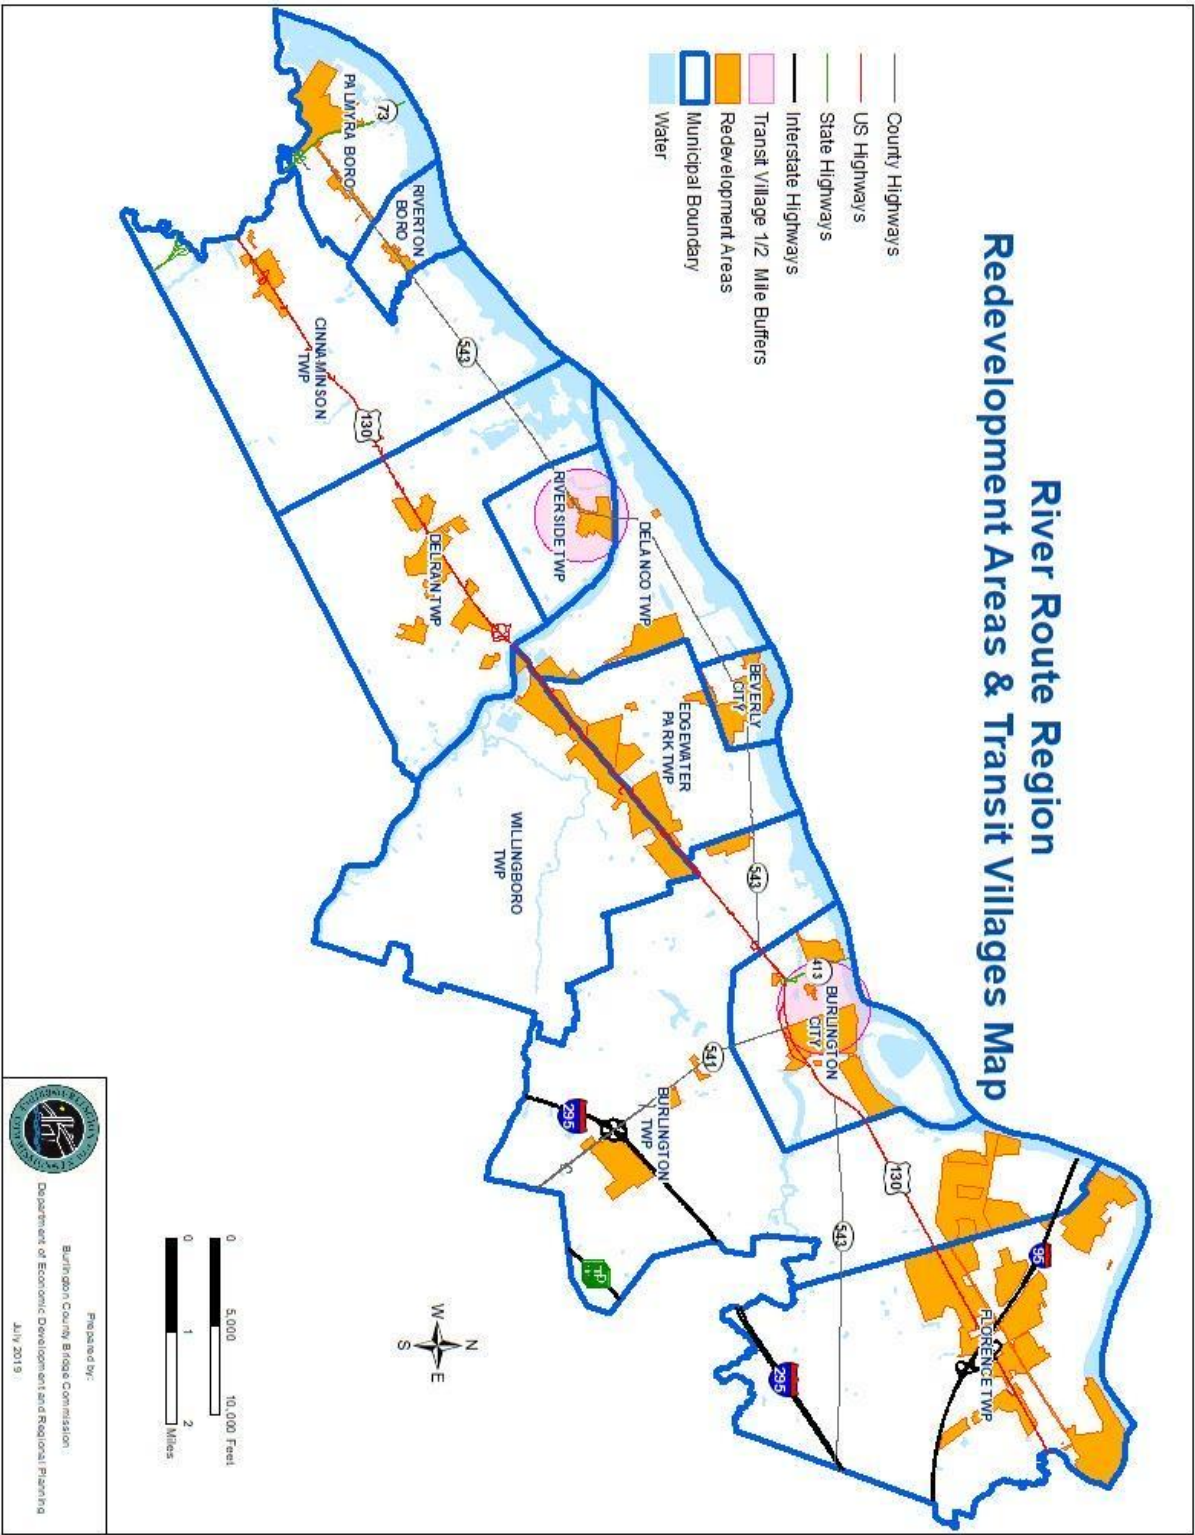 River Route Region
Redevelopment Areas & Transit Villages Map
County Highways
US Highways
State Highways
Interstate Highways
Transit Village 1/2 Mile Buffers
Redevelopment Areas
Municipal Boundary
Water
73
PALMYRA BORO
RIVERTON
BORO
543
CINNAMINSON
TWP
130
RIVERSIDE TWP
DELANCO TWP
DELRAN TWP
BEVERLY
CITY
EDGEWATER
PARK TWP
WILLINGBORO
TWP
543
413
BURLINGTON
CITY
541
BURLINGTON
TWP
295
130
543
95
FLORENCE TWP
295
TP
N
W
E
S
0
5,000
10,000 Feet
0
1
2
Miles
Prepared by:
Burlington County Bridge Commission
Department of Economic Development and Regional Planning
July 2019